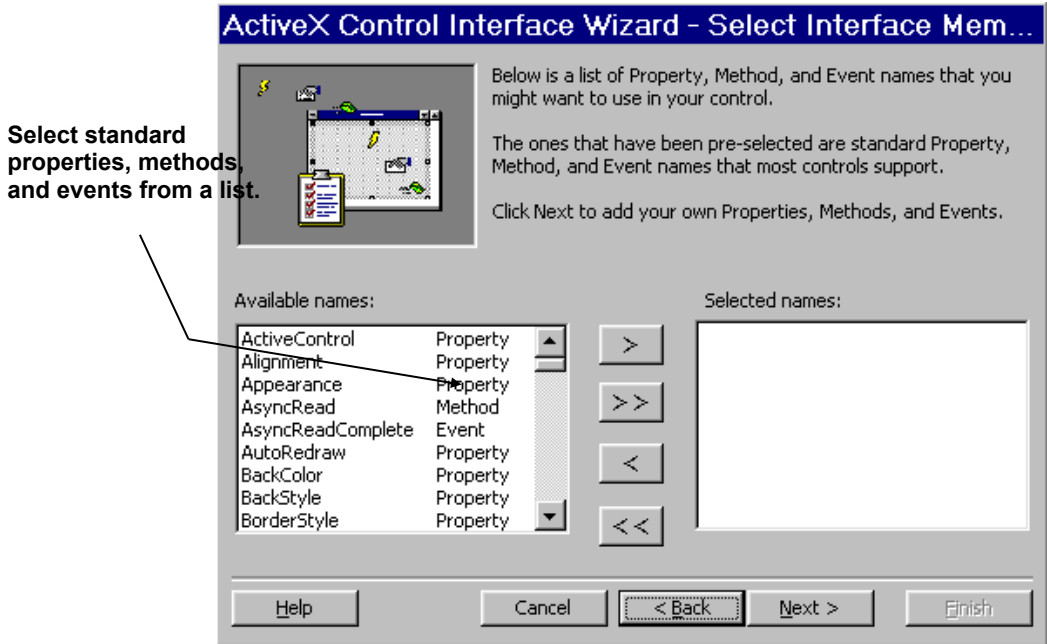 ActiveX Control Interface Wizard - Select Interface Mem...
Below is a list of Property, Method, and Event names that you
might want to use in your control.
The ones that have been pre-selected are standard Property,
Method, and Event names that most controls support.
Click Next to add your own Properties, Methods, and Events.
Select standard
properties, methods,
and events from a list.
Available names:
ActiveControl Property
Alignment Property
Appearance Property
AsyncRead Method
AsyncReadComplete Event
AutoRedraw Property
BackColor Property
BackStyle Property
BorderStyle Property
>
>>
<
<<
Selected names:
Help Cancel < Back Next > Finish